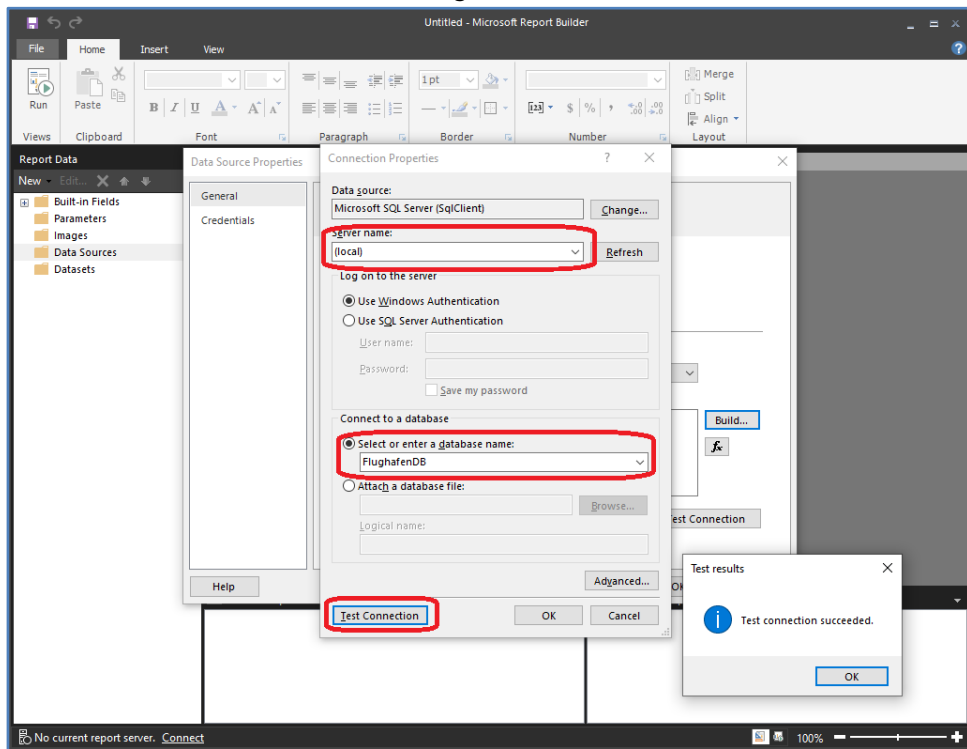 Untitled - Microsoft Report Builder
File Home Insert View
Run
Paste
B I U A A A
1 pt
$ % ,
Merge
Split
Align
Views Clipboard Font Paragraph Border Number Layout
Report Data
New Edit...
Built-in Fields
Parameters
Images
Data Sources
Datasets
Data Source Properties
General
Credentials
Help
Connection Properties ?
Data source:
Microsoft SQL Server (SqlClient) Change...
Server name:
(local) Refresh
Log on to the server
Use Windows Authentication
Use SQL Server Authentication
User name:
Password:
Save my password
Connect to a database
Select or enter a database name:
FlughafenDB
Attach a database file:
Browse...
Logical name:
Advanced...
Test Connection OK Cancel
Build...
fx
est Connection
Test results
Test connection succeeded.
OK
No current report server. Connect
100%